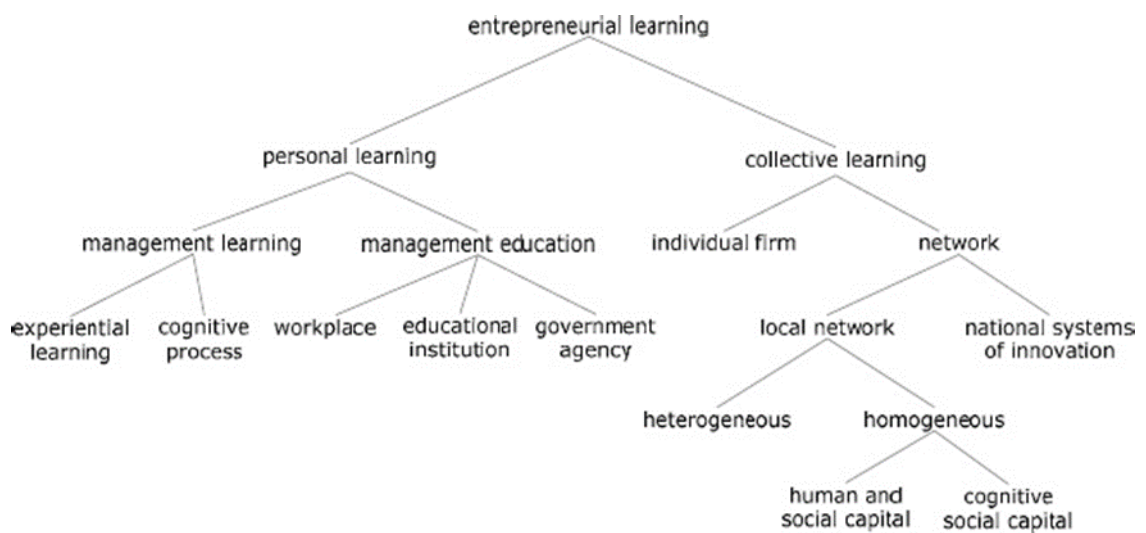 entrepreneurial learning
personal learning
collective learning
management learning
management education
individual firm
network
experiential
learning
cognitive
process
workplace
educational
institution
government
agency
local network
national systems
of innovation
heterogeneous
homogeneous
human and
social capital
cognitive
social capital